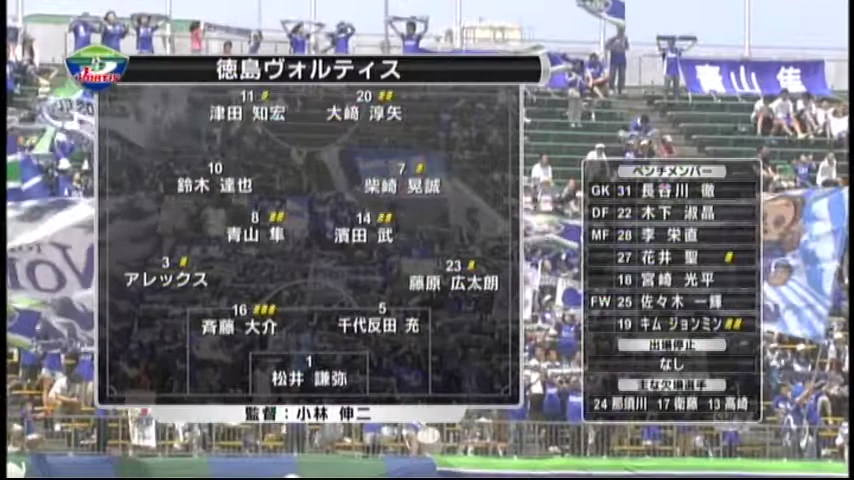 徳島ヴォルティス
11 20
津田 知宏 大﨑 淳矢
10 7
鈴木 達也 柴崎 晃誠
8 14
青山 隼 濱田 武
3 23
アレックス 藤原 広太朗
16 5
斉藤 大介 千代反田 充
1
松井 謙弥
監督：小林 伸二
ベンチメンバー
GK 31 長谷川 徹
DF 22 木下 淑晶
MF 28 李 栄直
27 花井 聖
18 宮崎 光平
FW 25 佐々木 一輝
19 キム ジョンミン
出場停止
なし
主な欠場選手
24 那須川 17 衛藤 13 高崎
青山 隼